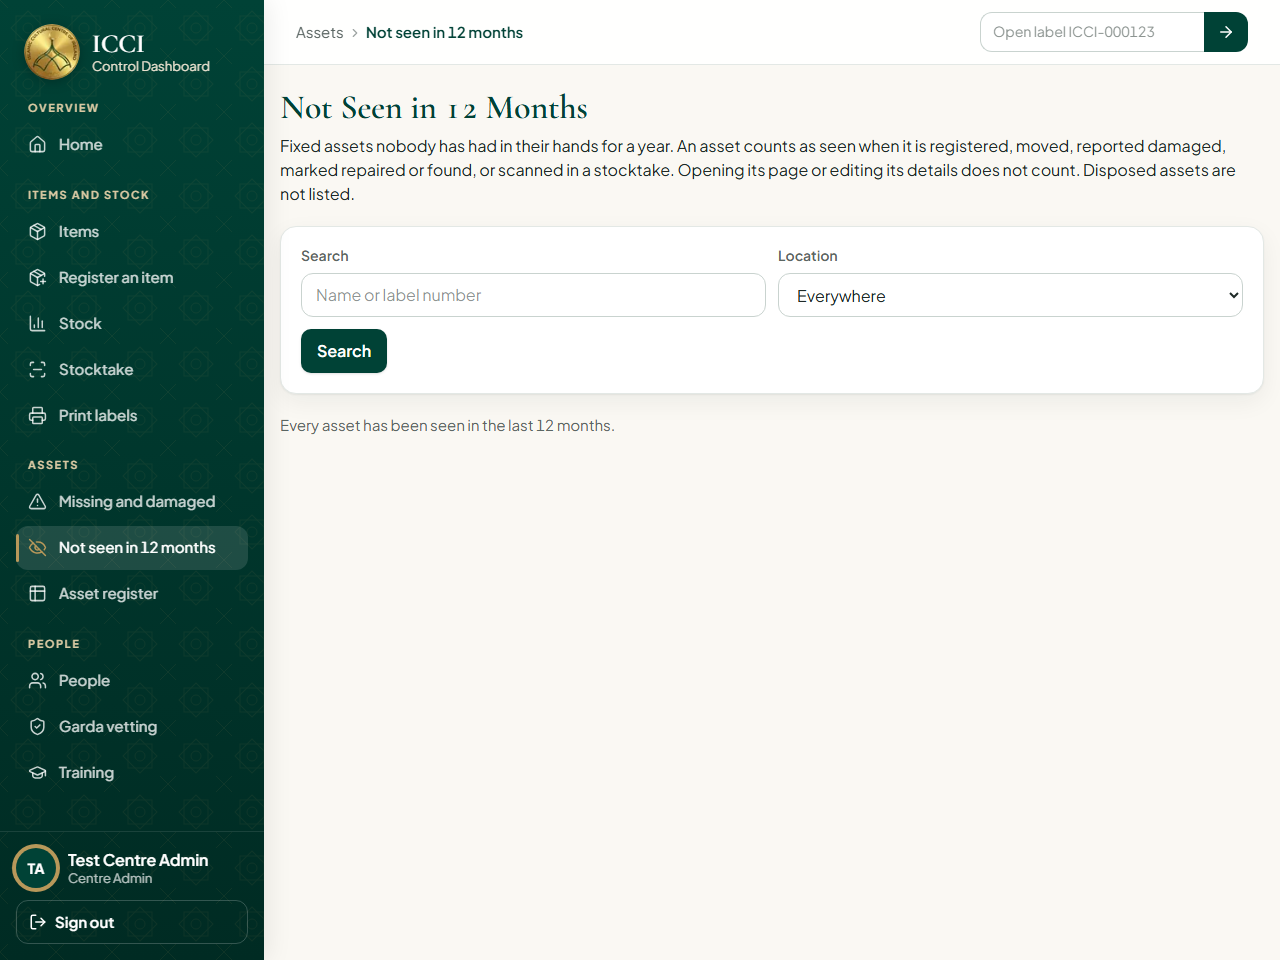 ICCI
Control Dashboard
OVERVIEW
Home
ITEMS AND STOCK
Items
Register an item
Stock
Stocktake
Print labels
ASSETS
Missing and damaged
Not seen in 12 months
Asset register
PEOPLE
People
Garda vetting
Training
TA
Test Centre Admin
Centre Admin
Sign out
Assets > Not seen in 12 months
Open label ICCI-000123
Not Seen in 12 Months
Fixed assets nobody has had in their hands for a year. An asset counts as seen when it is registered, moved, reported damaged,
marked repaired or found, or scanned in a stocktake. Opening its page or editing its details does not count. Disposed assets are
not listed.
Search
Name or label number
Location
Everywhere
Search
Every asset has been seen in the last 12 months.